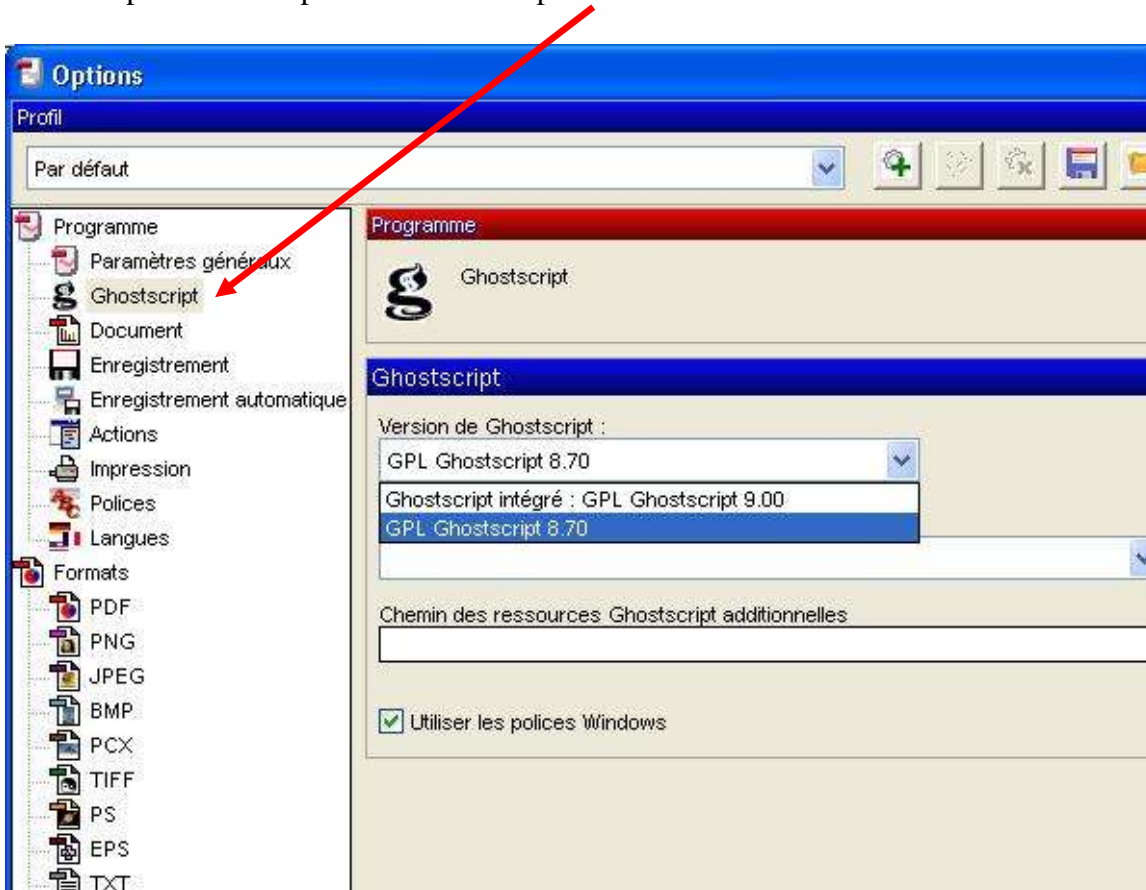 Options
Profil
Par défaut
Programme
Paramètres généraux
Ghostscript
Document
Enregistrement
Enregistrement automatique
Actions
Impression
Polices
Langues
Formats
PDF
PNG
JPEG
BMP
PCX
TIFF
PS
EPS
TXT
Programme
Ghostscript
Ghostscript
Version de Ghostscript :
GPL Ghostscript 8.70
Ghostscript intégré : GPL Ghostscript 9.00
GPL Ghostscript 8.70
Chemin des ressources Ghostscript additionnelles
Utiliser les polices Windows